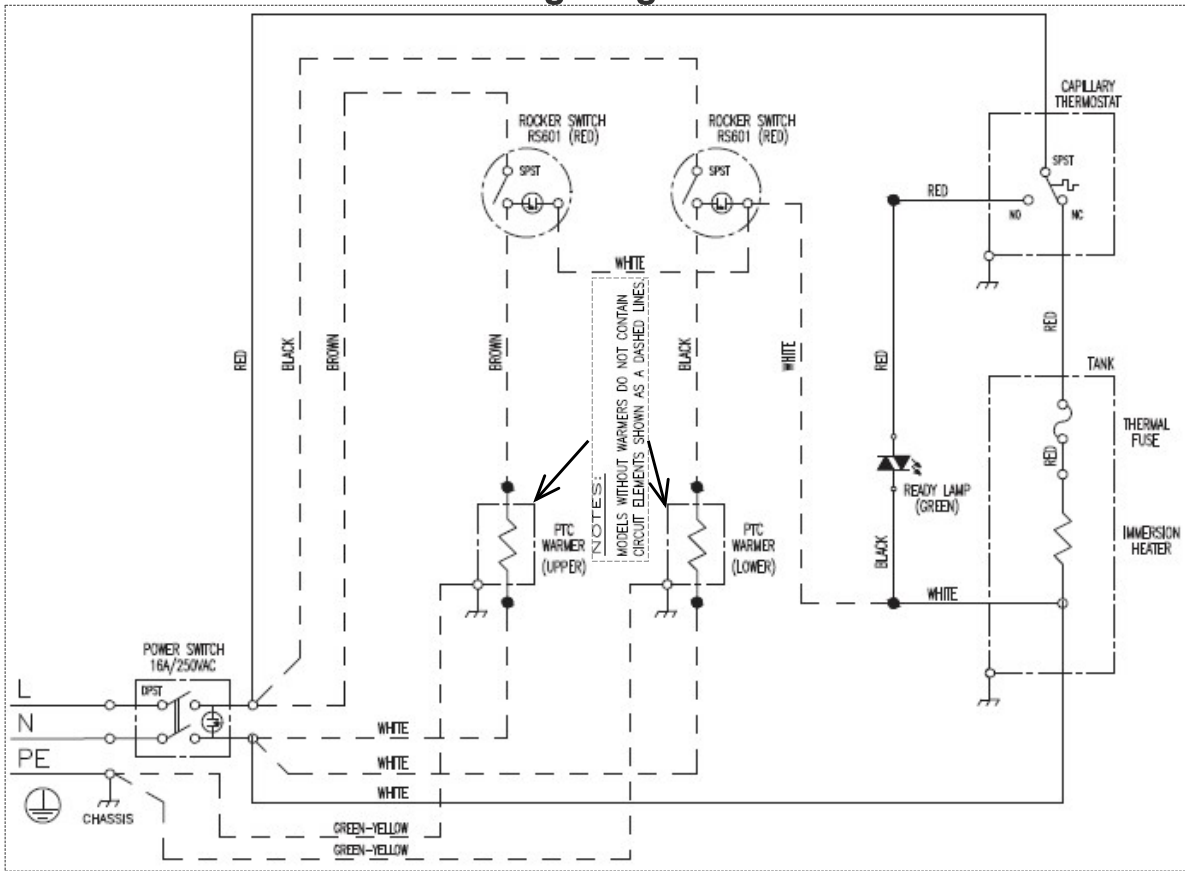 CAPILLARY
THERMOSTAT
ROCKER SWITCH
RS601 (RED)
ROCKER SWITCH
RS601 (RED)
SPST
SPST
SPST
RED
NO
NC
WHITE
RED
BLACK
BROWN
BROWN
BLACK
WHITE
RED
RED
NOTES:
MODELS WITHOUT WARMERS DO NOT CONTAIN
CIRCUIT ELEMENTS SHOWN AS A DASHED LINES.
TANK
THERMAL
FUSE
RED
READY LAMP
(GREEN)
PTC
WARMER
(UPPER)
PTC
WARMER
(LOWER)
BLACK
IMMERSION
HEATER
WHITE
POWER SWITCH
16A/250VAC
DPST
L
N
PE
WHITE
WHITE
WHITE
CHASSIS
GREEN-YELLOW
GREEN-YELLOW